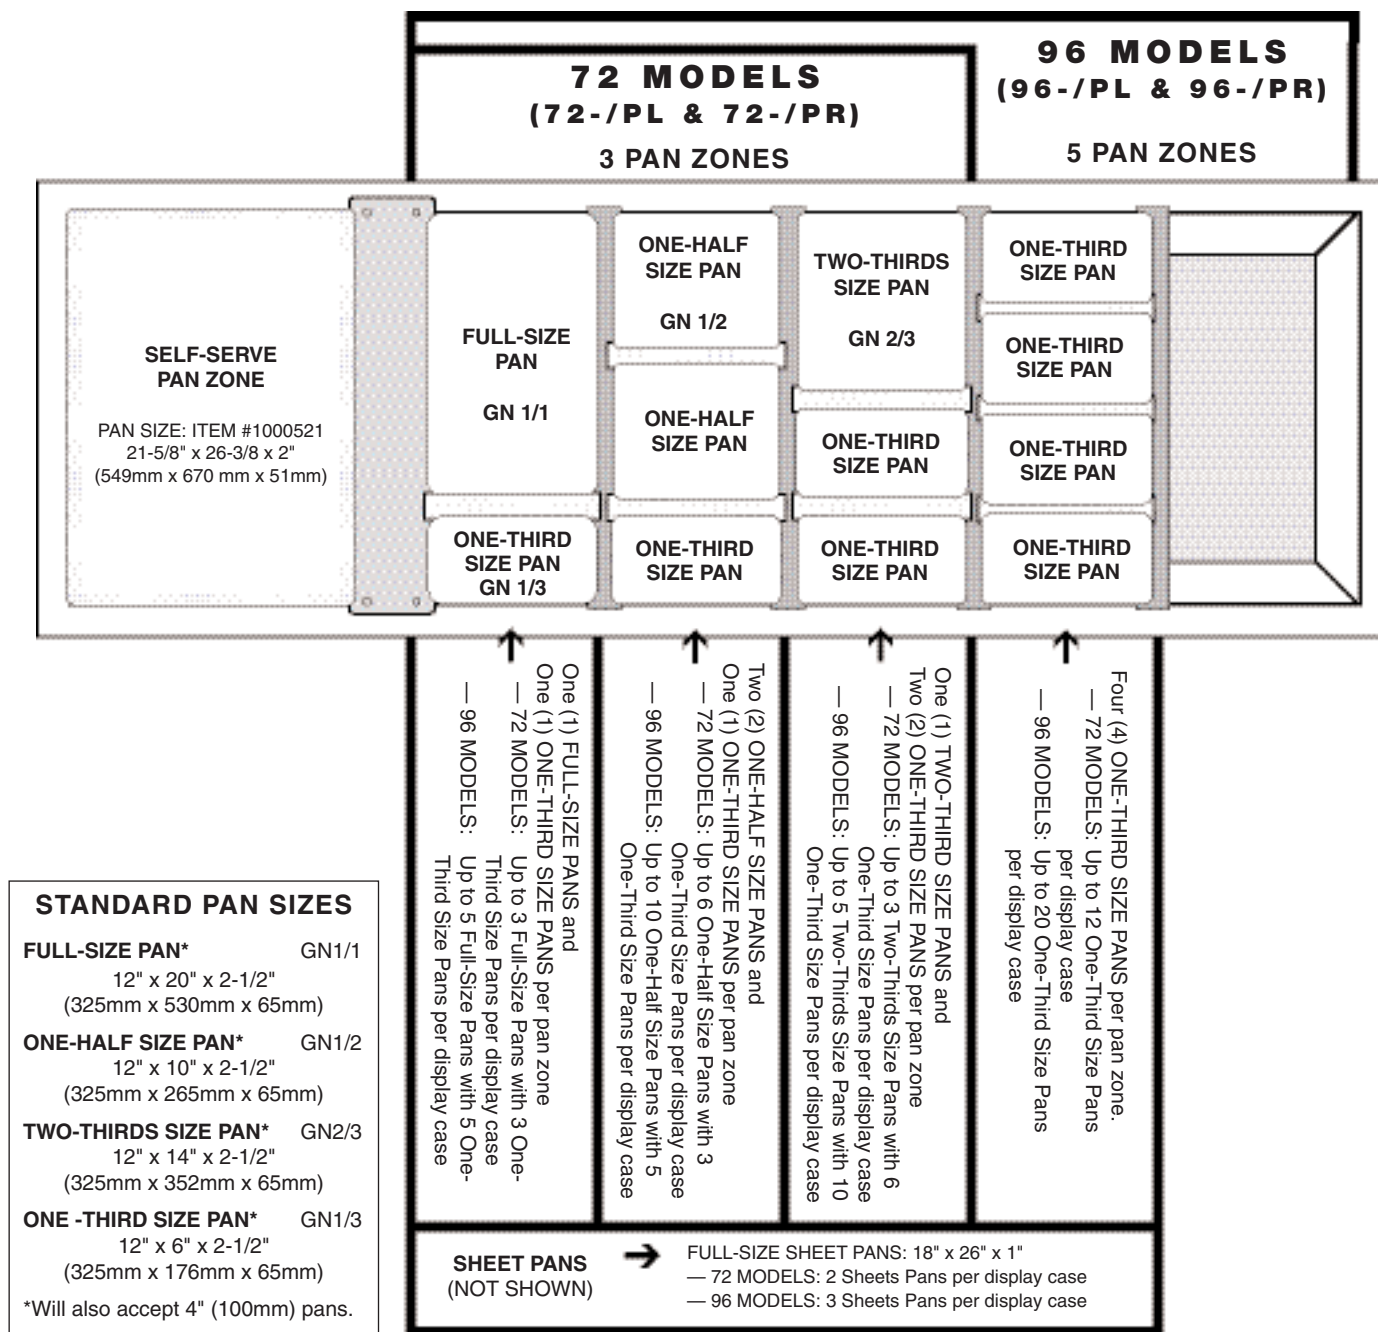 72 MODELS
(72-/PL & 72-/PR)
3 PAN ZONES
96 MODELS
(96-/PL & 96-/PR)
5 PAN ZONES
SELF-SERVE
PAN ZONE
PAN SIZE: ITEM #1000521
21-5/8" x 26-3/8 x 2"
(549mm x 670 mm x 51mm)
FULL-SIZE
PAN
GN 1/1
ONE-THIRD
SIZE PAN
GN 1/3
ONE-HALF
SIZE PAN
GN 1/2
ONE-HALF
SIZE PAN
ONE-THIRD
SIZE PAN
TWO-THIRDS
SIZE PAN
GN 2/3
ONE-THIRD
SIZE PAN
ONE-THIRD
SIZE PAN
ONE-THIRD
SIZE PAN
ONE-THIRD
SIZE PAN
ONE-THIRD
SIZE PAN
ONE-THIRD
SIZE PAN
One (1) FULL-SIZE PANS and
One (1) ONE-THIRD SIZE PANS per pan zone
— 72 MODELS: Up to 3 Full-Size Pans with 3 One-
Third Size Pans per display case
— 96 MODELS: Up to 5 Full-Size Pans with 5 One-
Third Size Pans per display case
Two (2) ONE-HALF SIZE PANS and
One (1) ONE-THIRD SIZE PANS per pan zone
— 72 MODELS: Up to 6 One-Half Size Pans with 3
One-Third Size Pans per display case
— 96 MODELS: Up to 10 One-Half Size Pans with 5
One-Third Size Pans per display case
One (1) TWO-THIRD SIZE PANS and
Two (2) ONE-THIRD SIZE PANS per pan zone
— 72 MODELS: Up to 3 Two-Thirds Size Pans with 6
One-Third Size Pans per display case
— 96 MODELS: Up to 5 Two-Thirds Size Pans with 10
One-Third Size Pans per display case
Four (4) ONE-THIRD SIZE PANS per pan zone.
— 72 MODELS: Up to 12 One-Third Size Pans
per display case
— 96 MODELS: Up to 20 One-Third Size Pans
per display case
STANDARD PAN SIZES
FULL-SIZE PAN* GN1/1
12" x 20" x 2-1/2"
(325mm x 530mm x 65mm)
ONE-HALF SIZE PAN* GN1/2
12" x 10" x 2-1/2"
(325mm x 265mm x 65mm)
TWO-THIRDS SIZE PAN* GN2/3
12" x 14" x 2-1/2"
(325mm x 352mm x 65mm)
ONE -THIRD SIZE PAN* GN1/3
12" x 6" x 2-1/2"
(325mm x 176mm x 65mm)
*Will also accept 4" (100mm) pans.
SHEET PANS
(NOT SHOWN)
FULL-SIZE SHEET PANS: 18" x 26" x 1"
— 72 MODELS: 2 Sheets Pans per display case
— 96 MODELS: 3 Sheets Pans per display case